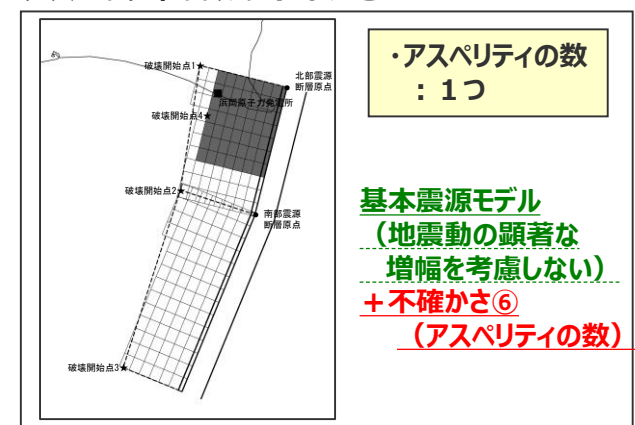 破壊開始点1★
北部震源
断層原点
浜岡原子力発電所
破壊開始点4★
破壊開始点2★
南部震源
断層原点
破壊開始点3★
・アスペリティの数
：１つ
基本震源モデル
（地震動の顕著な
増幅を考慮しない）
＋不確かさ⑥
（アスペリティの数）